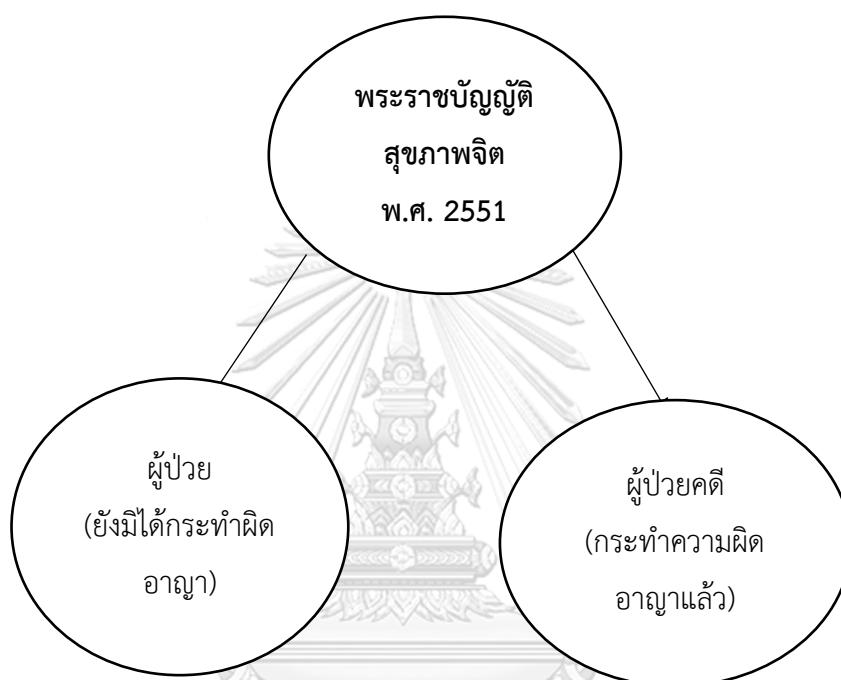 พระราชบัญญัติ
สุขภาพจิต
พ.ศ. 2551
ผู้ป่วย
(ยังมิได้กระทำผิด
อาญา)
ผู้ป่วยคดี
(กระทำความผิด
อาญาแล้ว)